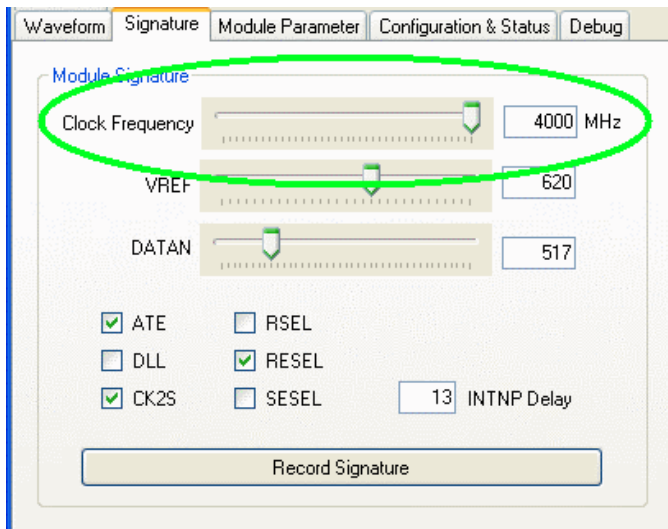 Waveform Signature Module Parameter Configuration & Status Debug
Module Signature
Clock Frequency 4000 MHz
VREF 620
DATAN 517
ATE RSEL
DLL RESEL
CK2S SESEL 13 INTNP Delay
Record Signature